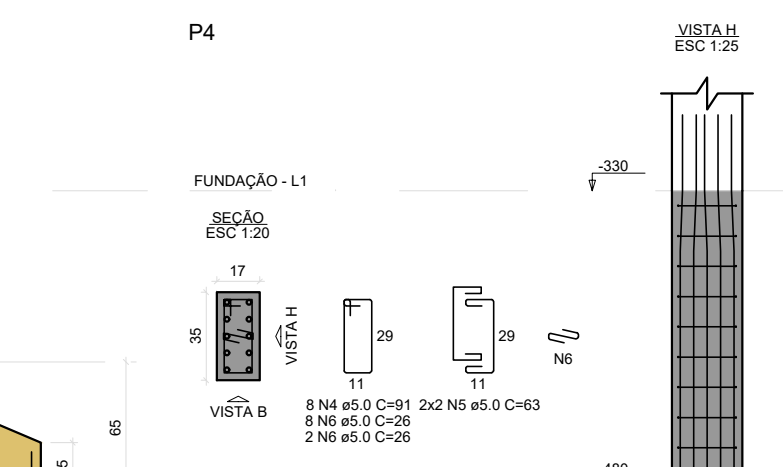 P4
VISTA H
ESC 1:25
-330
FUNDAÇÃO - L1
SEÇÃO
ESC 1:20
17
35
VISTA H
VISTA B
29
11
29
11
N6
8 N4 ø5.0 C=91
2x2 N5 ø5.0 C=63
8 N6 ø5.0 C=26
2 N6 ø5.0 C=26
65